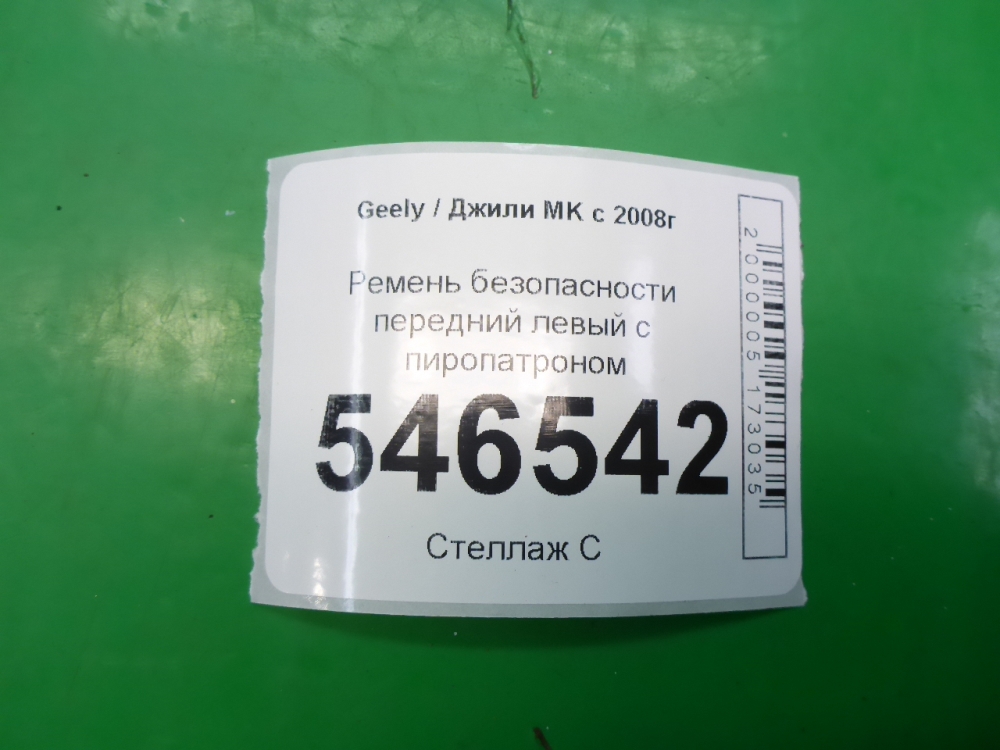 Geely / Джили МК с 2008г
Ремень безопасности
передний левый с
пиропатроном
546542
Стеллаж С
2000005173035